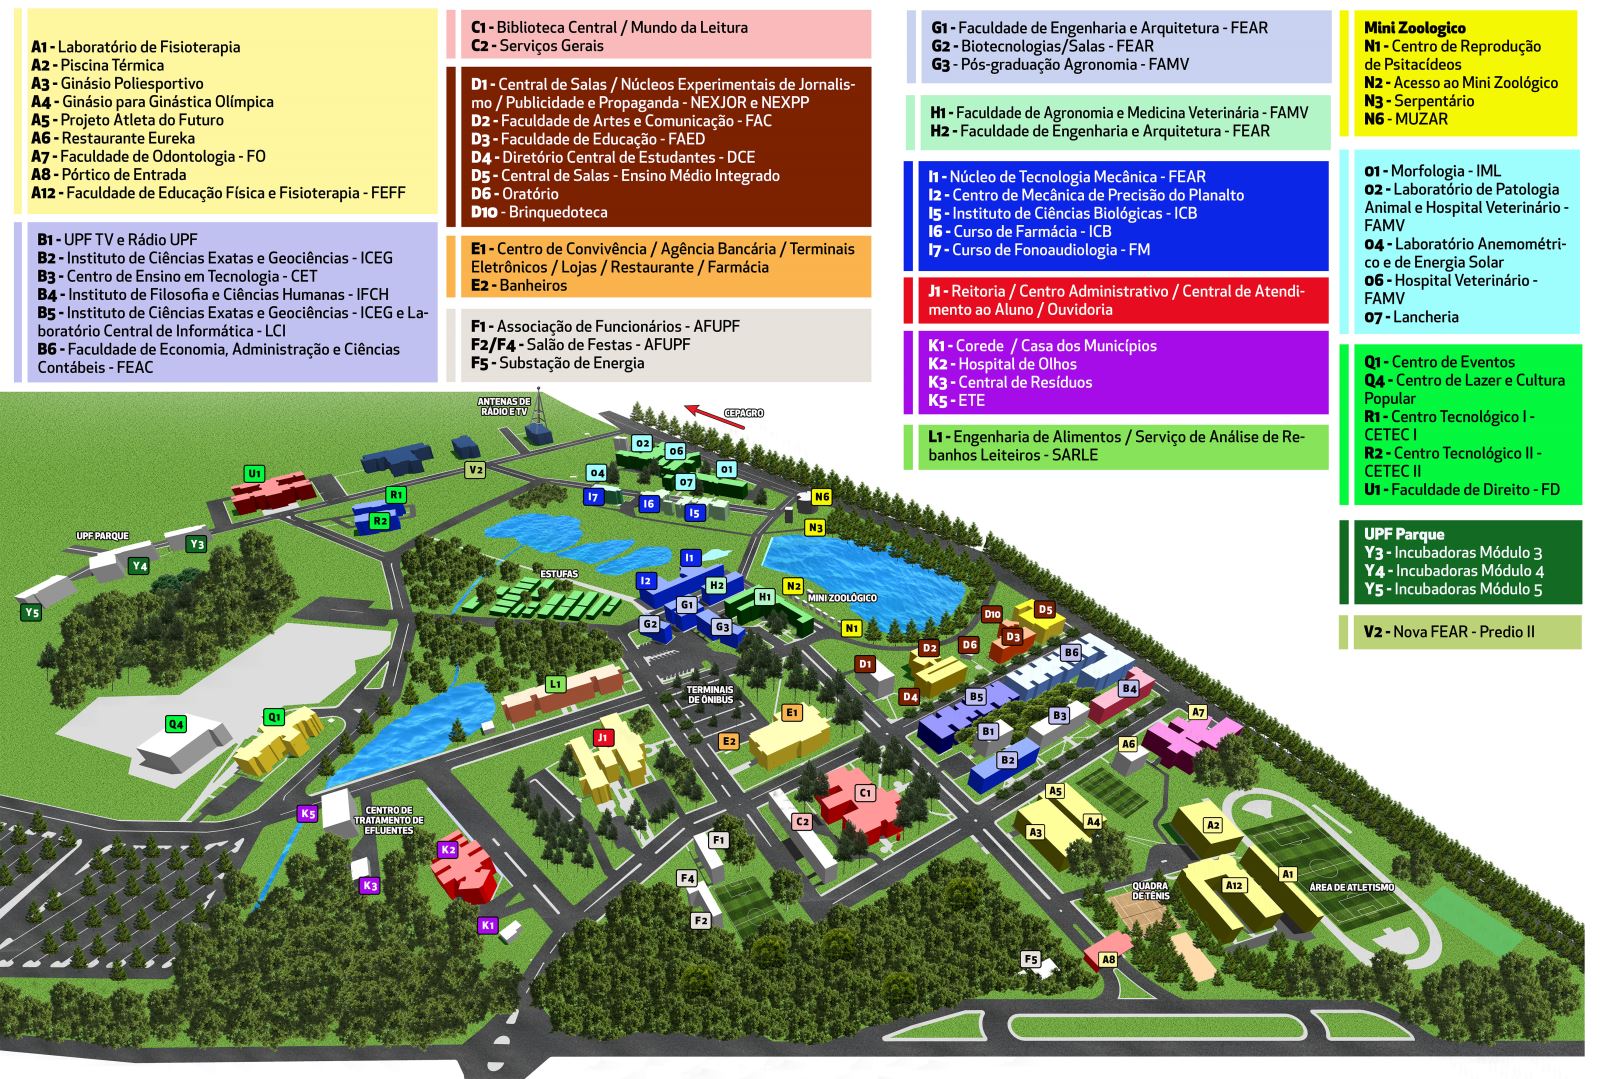 A1 - Laboratório de Fisioterapia
A2 - Piscina Térmica
A3 - Ginásio Poliesportivo
A4 - Ginásio para Ginástica Olímpica
A5 - Projeto Atleta do Futuro
A6 - Restaurante Eureka
A7 - Faculdade de Odontologia - FO
A8 - Pórtico de Entrada
A12 - Faculdade de Educação Física e Fisioterapia - FEFF
B1 - UPF TV e Rádio UPF
B2 - Instituto de Ciências Exatas e Geociências - ICEG
B3 - Centro de Ensino em Tecnologia - CET
B4 - Instituto de Filosofia e Ciências Humanas - IFCH
B5 - Instituto de Ciências Exatas e Geociências - ICEG e La-
boratório Central de Informática - LCI
B6 - Faculdade de Economia, Administração e Ciências
Contábeis - FEAC
C1 - Biblioteca Central / Mundo da Leitura
C2 - Serviços Gerais
D1 - Central de Salas / Núcleos Experimentais de Jornalis-
mo / Publicidade e Propaganda - NEXJOR e NEXPP
D2 - Faculdade de Artes e Comunicação - FAC
D3 - Faculdade de Educação - FAED
D4 - Diretório Central de Estudantes - DCE
D5 - Central de Salas - Ensino Médio Integrado
D6 - Oratório
D10 - Brinquedoteca
E1 - Centro de Convivência / Agência Bancária / Terminais
Eletrônicos / Lojas / Restaurante / Farmácia
E2 - Banheiros
F1 - Associação de Funcionários - AFUPF
F2/F4 - Salão de Festas - AFUPF
F5 - Substação de Energia
G1 - Faculdade de Engenharia e Arquitetura - FEAR
G2 - Biotecnologias/Salas - FEAR
G3 - Pós-graduação Agronomia - FAMV
H1 - Faculdade de Agronomia e Medicina Veterinária - FAMV
H2 - Faculdade de Engenharia e Arquitetura - FEAR
I1 - Núcleo de Tecnologia Mecânica - FEAR
I2 - Centro de Mecânica de Precisão do Planalto
I5 - Instituto de Ciências Biológicas - ICB
I6 - Curso de Farmácia - ICB
I7 - Curso de Fonoaudiologia - FM
J1 - Reitoria / Centro Administrativo / Central de Atendi-
mento ao Aluno / Ouvidoria
K1 - Corede / Casa dos Municípios
K2 - Hospital de Olhos
K3 - Central de Resíduos
K5 - ETE
L1 - Engenharia de Alimentos / Serviço de Análise de Re-
banhos Leiteiros - SARLE
Mini Zoologico
N1 - Centro de Reprodução
de Psitacídeos
N2 - Acesso ao Mini Zoológico
N3 - Serpentário
N6 - MUZAR
O1 - Morfologia - IML
O2 - Laboratório de Patologia
Animal e Hospital Veterinário -
FAMV
O4 - Laboratório Anemométri-
co e de Energia Solar
O6 - Hospital Veterinário -
FAMV
O7 - Lancheria
Q1 - Centro de Eventos
Q4 - Centro de Lazer e Cultura
Popular
R1 - Centro Tecnológico I -
CETEC I
R2 - Centro Tecnológico II -
CETEC II
U1 - Faculdade de Direito - FD
UPF Parque
Y3 - Incubadoras Módulo 3
Y4 - Incubadoras Módulo 4
Y5 - Incubadoras Módulo 5
V2 - Nova FEAR - Predio II
ANTENAS DE
RÁDIO E TV
CEPAGRO
O2
O6
V2
U1
O4
O1
O7
R1
I7
I6
I5
N6
R2
N3
UPF PARQUE
Y3
Y4
I1
ESTUFAS
I2
H2
N2
Y5
H1
MINI ZOOLÓGICO
G1
G2
G3
N1
D10
D5
D3
D6
D2
B6
D1
L1
TERMINAIS
DE ÔNIBUS
D4
B5
B4
Q4
Q1
E1
B3
A7
J1
E2
B1
A6
B2
K5
CENTRO DE
TRATAMENTO DE
EFLUENTES
C1
C2
A5
A4
A3
A2
F1
K2
K3
F4
QUADRA
DE TÊNIS
A12
A1
ÁREA DE ATLETISMO
F2
K1
F5
A8